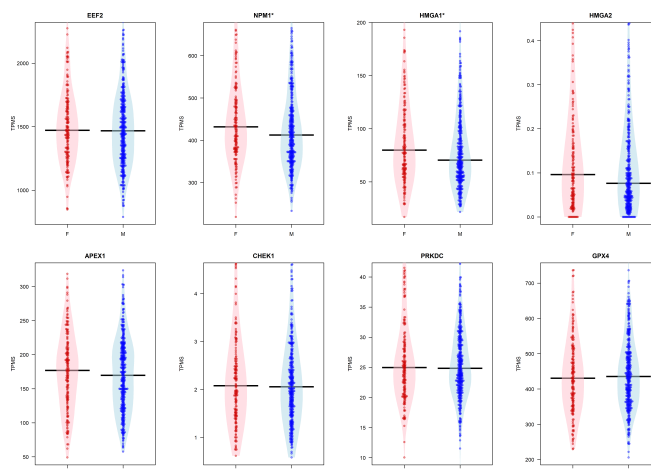 EEF2
NPM1*
HMGA1*
HMGA2
TPMS
2000
1500
1000
F
M
TPMS
600
500
400
300
F
M
TPMS
200
150
100
50
F
M
TPMS
0.4
0.3
0.2
0.1
0.0
F
M
APEX1
CHEK1
PRKDC
GPX4
TPMS
300
250
200
150
100
50
F
M
TPMS
4
3
2
1
F
M
TPMS
40
35
30
25
20
15
10
F
M
TPMS
700
600
500
400
300
200
F
M